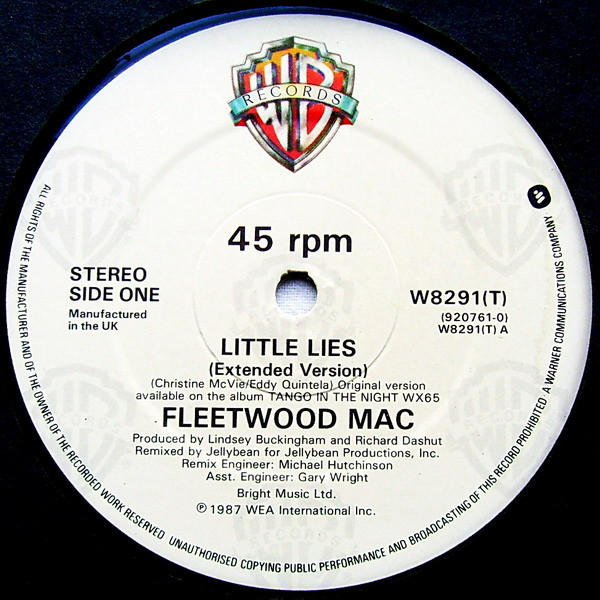 RECORDS
45 rpm
STEREO
SIDE ONE
Manufactured
in the UK
W8291(T)
(920761-0)
W8291(T) A
LITTLE LIES
(Extended Version)
(Christine McVie/Eddy Quintela) Original version
available on the album TANGO IN THE NIGHT WX65
FLEETWOOD MAC
Produced by Lindsey Buckingham and Richard Dashut
Remixed by Jellybean for Jellybean Productions, Inc.
Remix Engineer: Michael Hutchinson
Asst. Engineer: Gary Wright
Bright Music Ltd.
℗ 1987 WEA International Inc.
ALL RIGHTS OF THE MANUFACTURER AND OF THE OWNER OF THE RECORDED WORK RESERVED UNAUTHORISED COPYING PUBLIC PERFORMANCE AND BROADCASTING OF THIS RECORD PROHIBITED A WARNER COMMUNICATIONS COMPANY